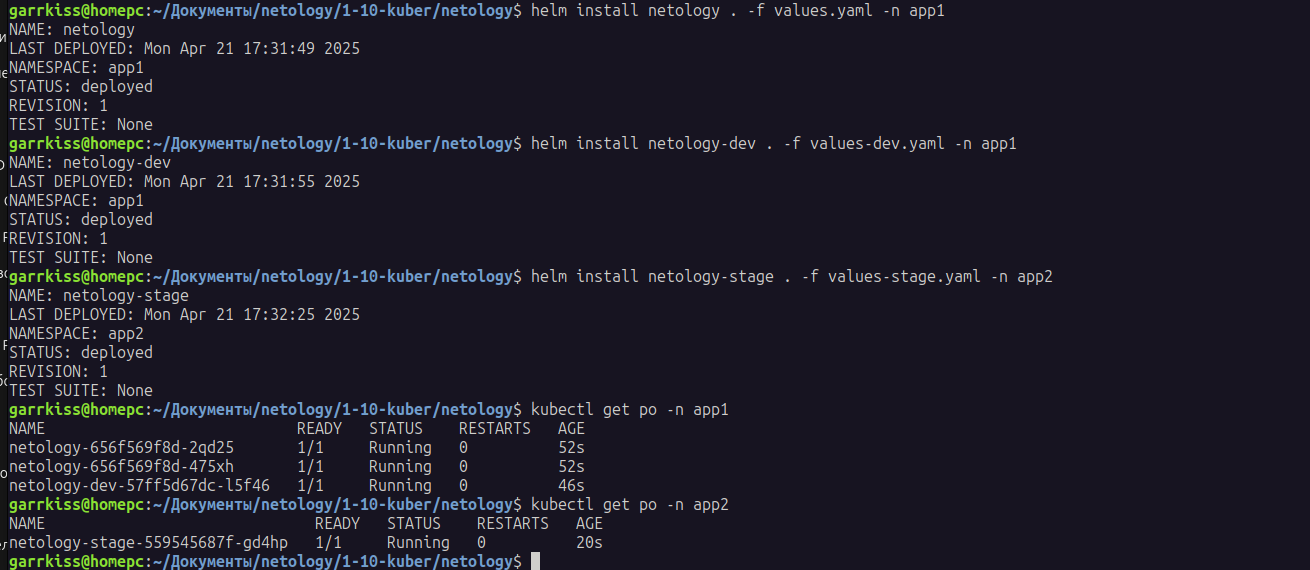 garrkiss@homepc:~/Документы/netology/1-10-kuber/netology$ helm install netology . -f values.yaml -n app1
NAME: netology
LAST DEPLOYED: Mon Apr 21 17:31:49 2025
NAMESPACE: app1
STATUS: deployed
REVISION: 1
TEST SUITE: None
garrkiss@homepc:~/Документы/netology/1-10-kuber/netology$ helm install netology-dev . -f values-dev.yaml -n app1
NAME: netology-dev
LAST DEPLOYED: Mon Apr 21 17:31:55 2025
NAMESPACE: app1
STATUS: deployed
REVISION: 1
TEST SUITE: None
garrkiss@homepc:~/Документы/netology/1-10-kuber/netology$ helm install netology-stage . -f values-stage.yaml -n app2
NAME: netology-stage
LAST DEPLOYED: Mon Apr 21 17:32:25 2025
NAMESPACE: app2
STATUS: deployed
REVISION: 1
TEST SUITE: None
garrkiss@homepc:~/Документы/netology/1-10-kuber/netology$ kubectl get po -n app1
NAME READY STATUS RESTARTS AGE
netology-656f569f8d-2qd25 1/1 Running 0 52s
netology-656f569f8d-475xh 1/1 Running 0 52s
netology-dev-57ff5d67dc-l5f46 1/1 Running 0 46s
garrkiss@homepc:~/Документы/netology/1-10-kuber/netology$ kubectl get po -n app2
NAME READY STATUS RESTARTS AGE
netology-stage-559545687f-gd4hp 1/1 Running 0 20s
garrkiss@homepc:~/Документы/netology/1-10-kuber/netology$